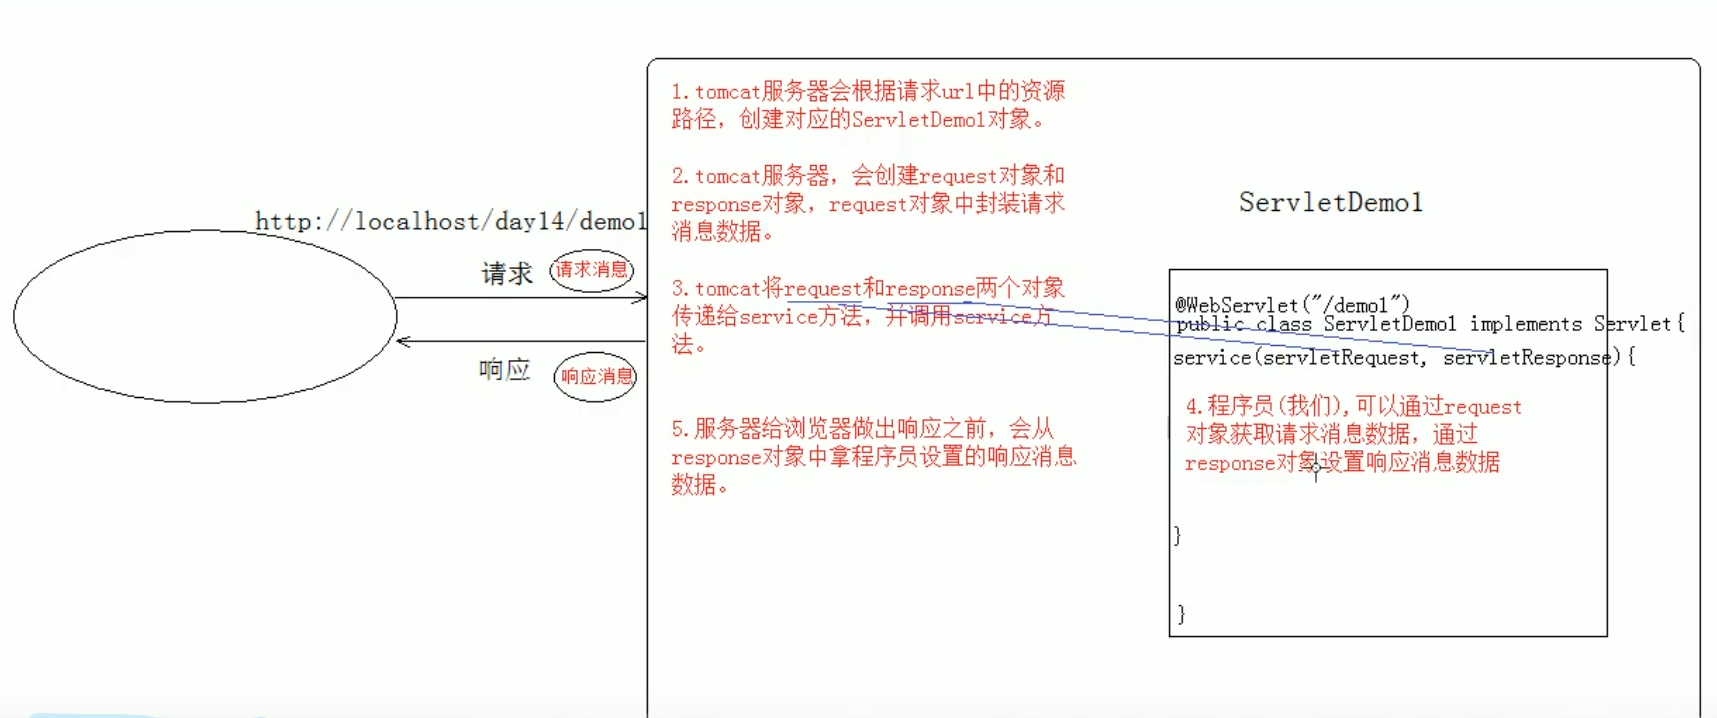 http://localhost/day14/demo1
请求
请求消息
响应
响应消息
1.tomcat服务器会根据请求url中的资源
路径，创建对应的ServletDemo1对象。
2.tomcat服务器，会创建request对象和
response对象，request对象中封装请求
消息数据。
3.tomcat将request和response两个对象
传递给service方法，并调用service方
法。
5.服务器给浏览器做出响应之前，会从
response对象中拿程序员设置的响应消息
数据。
ServletDemo1
@WebServlet("/demo1")
public class ServletDemo1 implements Servlet{
service(servletRequest, servletResponse){
4.程序员(我们),可以通过request
对象获取请求消息数据，通过
response对象设置响应消息数据
}
}